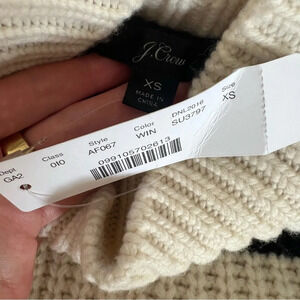 J.Crew
XS
MADE IN
CHINA
Dept Class Style Color DNL2016 Size
GA2 010 AF067 WIN SU3797 XS
099105702613